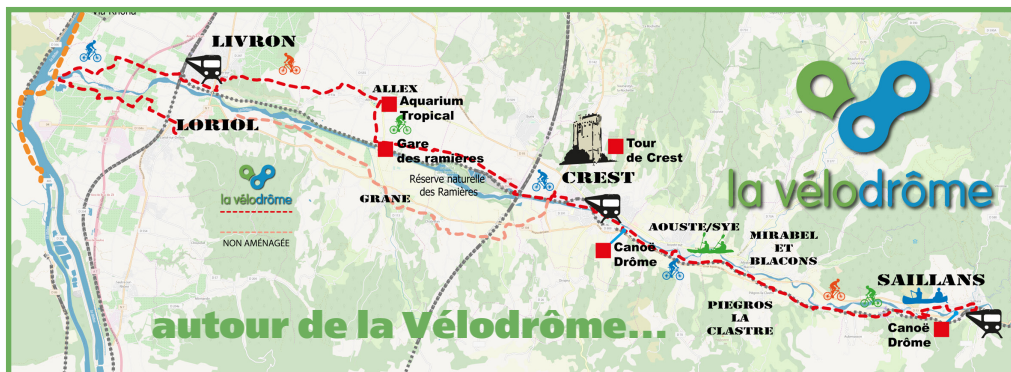 Via Rhôna
LIVRON
ALLEX
Aquarium
Tropical
LORIOL
Gare
des ramières
Tour
de Crest
CREST
Réserve naturelle
des Ramières
la vélodrôme
GRANE
la vélodrôme
NON AMÉNAGÉE
AOUSTE/SYE
MIRABEL
ET
BLACONS
Canoë
Drôme
SAILLANS
PIEGROS
LA
CLASTRE
Canoë
Drôme
autour de la Vélodrôme...